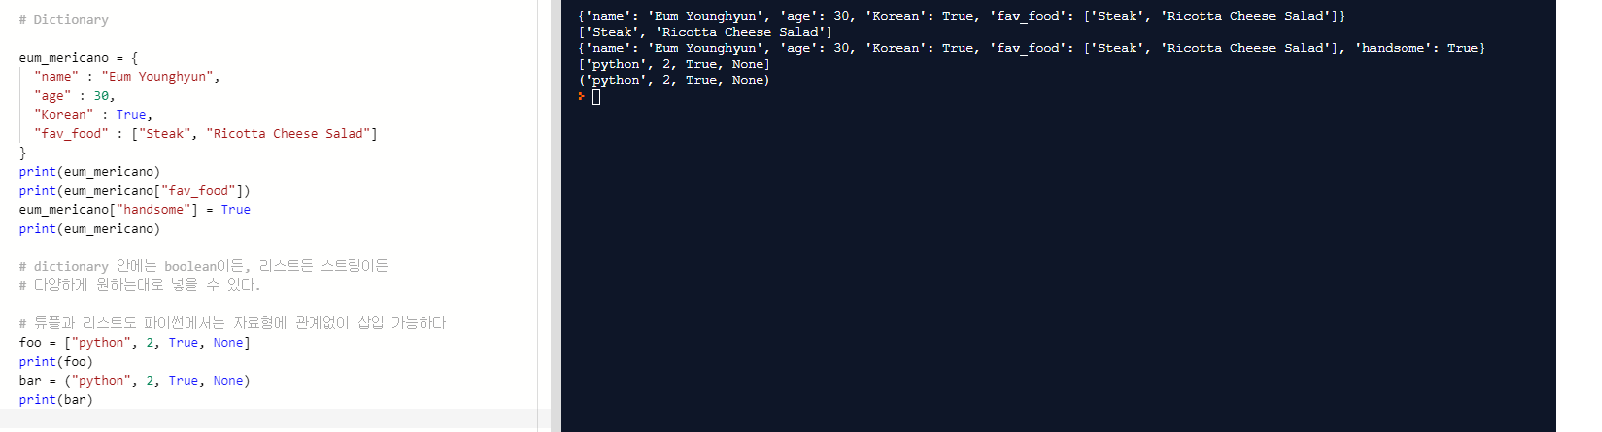 # Dictionary
eum_mericano = {
"name" : "Eum Younghyun",
"age" : 30,
"Korean" : True,
"fav_food" : ["Steak", "Ricotta Cheese Salad"]
}
print(eum_mericano)
print(eum_mericano["fav_food"])
eum_mericano["handsome"] = True
print(eum_mericano)
# dictionary 안에는 boolean이든, 리스트든 스트링이든
# 다양하게 원하는대로 넣을 수 있다.
# 튜플과 리스트도 파이썬게서는 자료형에 관계없이 삽입 가능하다
foo = ["python", 2, True, None]
print(foo)
bar = ("python", 2, True, None)
print(bar)
{'name': 'Eum Younghyun', 'age': 30, 'Korean': True, 'fav_food': ['Steak', 'Ricotta Cheese Salad']}
['Steak', 'Ricotta Cheese Salad']
{'name': 'Eum Younghyun', 'age': 30, 'Korean': True, 'fav_food': ['Steak', 'Ricotta Cheese Salad'], 'handsome': True}
['python', 2, True, None]
('python', 2, True, None)
>